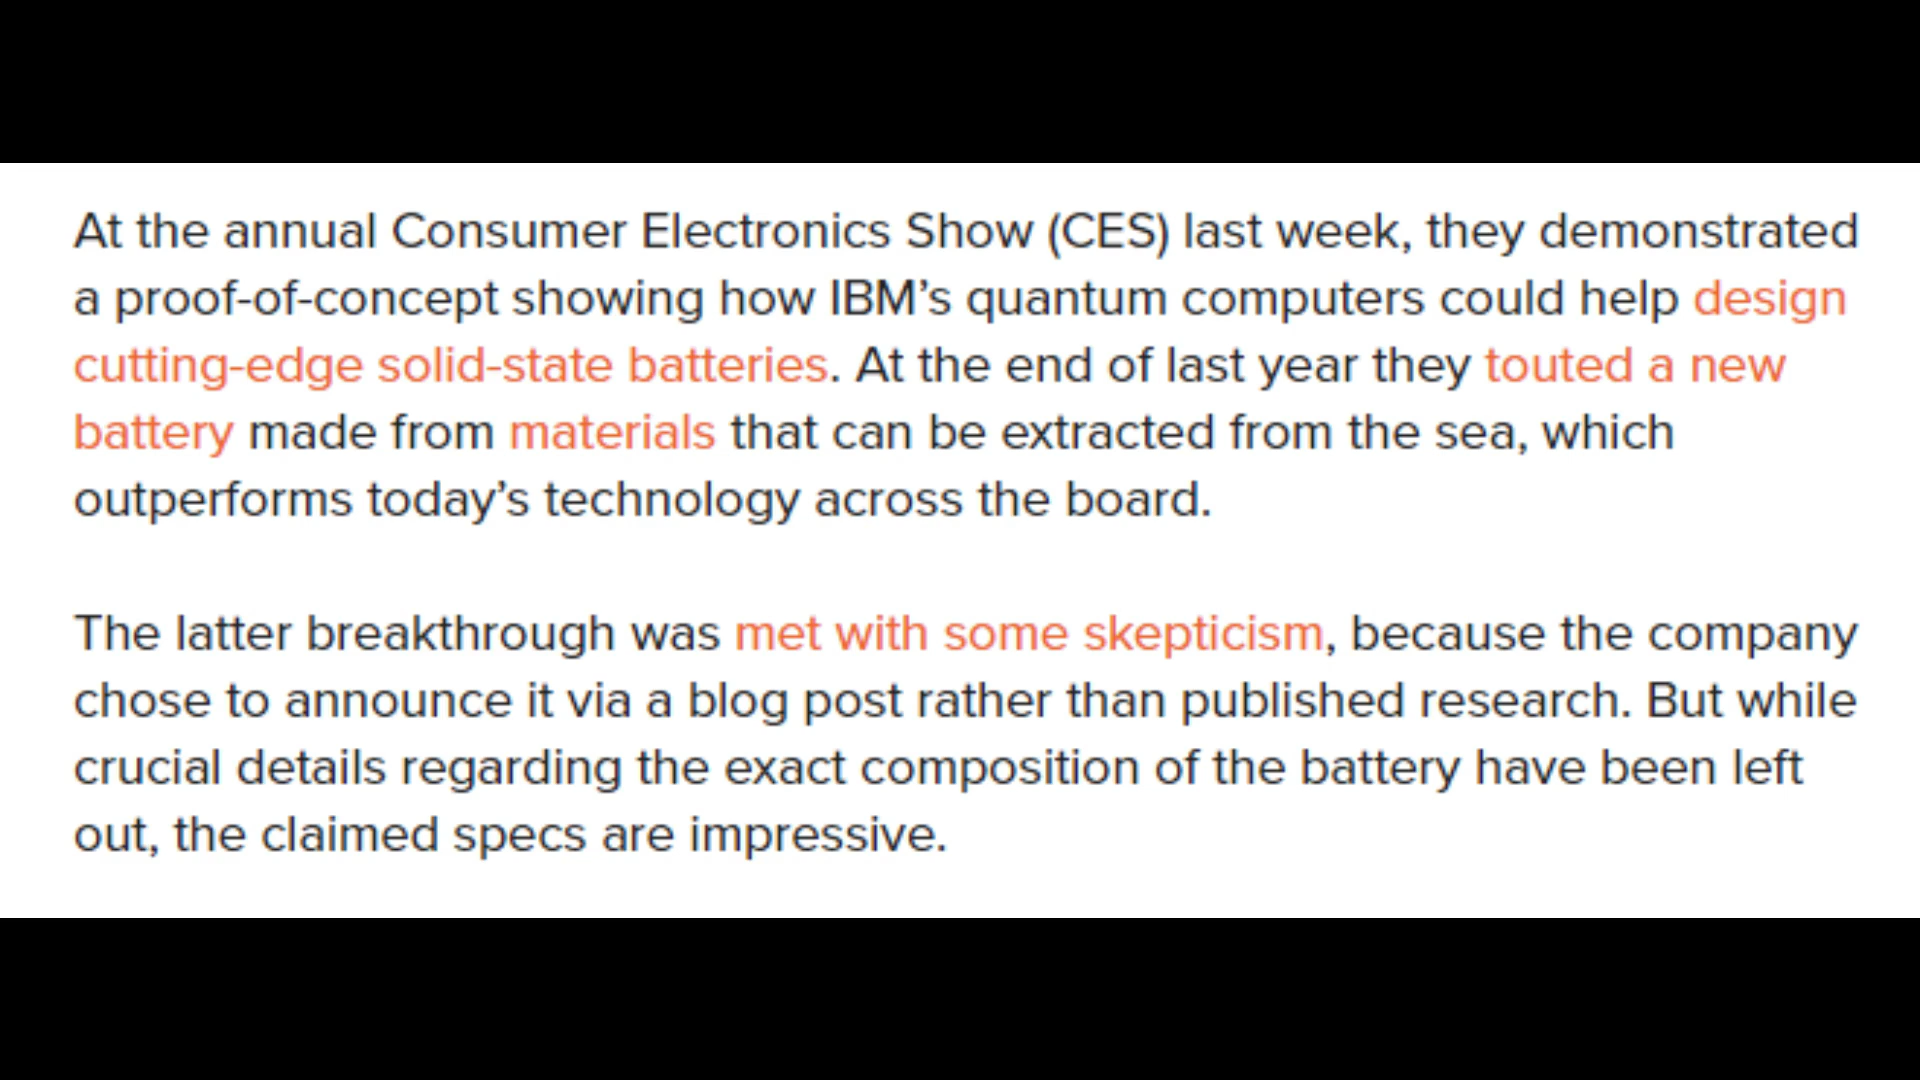 At the annual Consumer Electronics Show (CES) last week, they demonstrated
a proof-of-concept showing how IBM’s quantum computers could help design
cutting-edge solid-state batteries. At the end of last year they touted a new
battery made from materials that can be extracted from the sea, which
outperforms today’s technology across the board.
The latter breakthrough was met with some skepticism, because the company
chose to announce it via a blog post rather than published research. But while
crucial details regarding the exact composition of the battery have been left
out, the claimed specs are impressive.